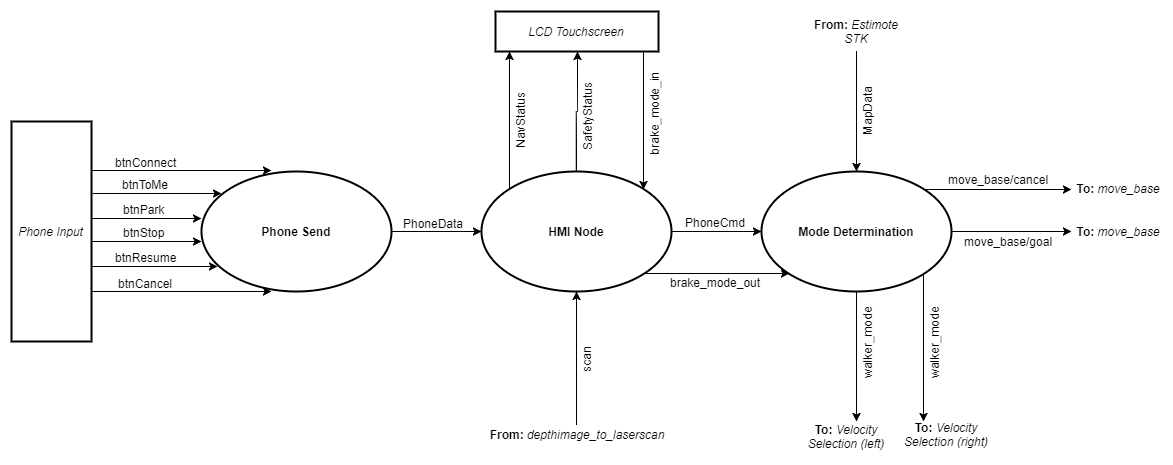 LCD Touchscreen
From: Estimote
STK
NavStatus
SafetyStatus
brake_mode_in
MapData
Phone Input
btnConnect
btnToMe
btnPark
btnStop
btnResume
btnCancel
Phone Send
PhoneData
HMI Node
PhoneCmd
brake_mode_out
Mode Determination
move_base/cancel
To: move_base
move_base/goal
To: move_base
scan
walker_mode
walker_mode
From: depthimage_to_laserscan
To: Velocity
Selection (left)
To: Velocity
Selection (right)